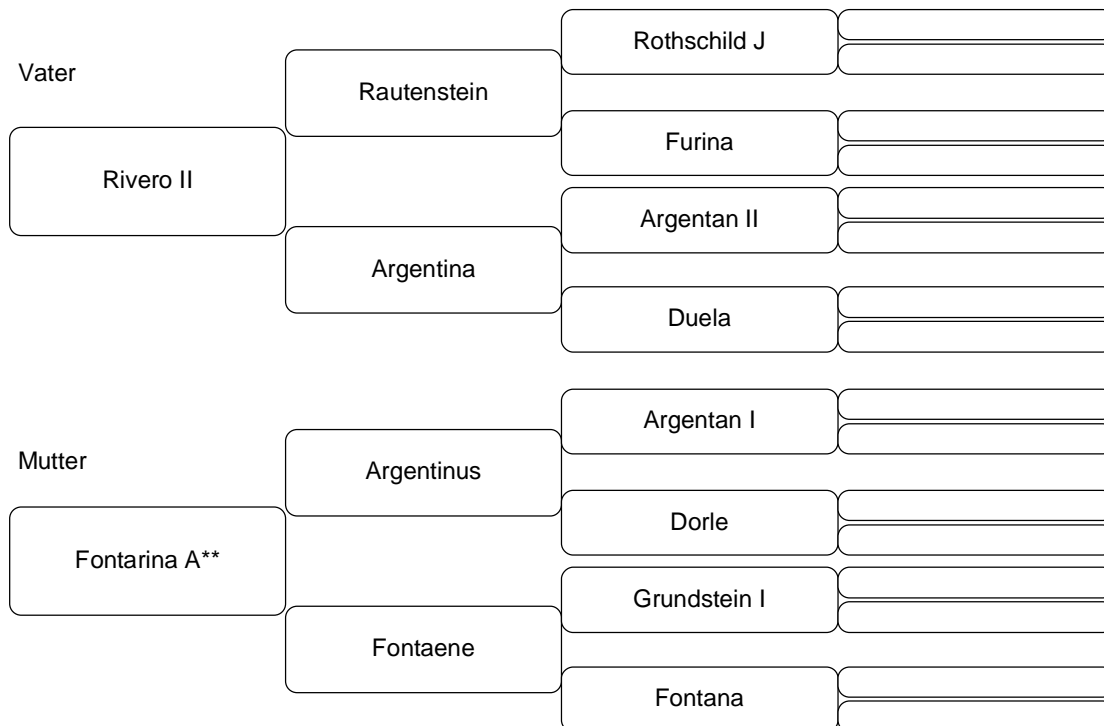 Rothschild J
Vater
Rautenstein
Furina
Rivero II
Argentan II
Argentina
Duela
Argentan I
Mutter
Argentinus
Dorle
Fontarina A**
Grundstein I
Fontaene
Fontana